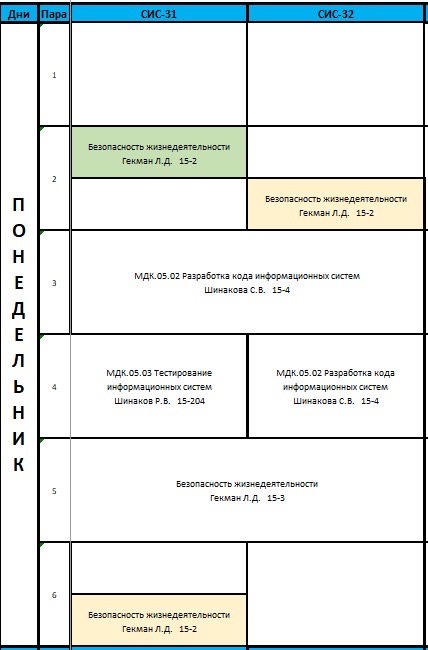 Дни Пара СИС-31 СИС-32
ПОНЕДЕЛЬНИК
1
2
Безопасность жизнедеятельности
Гекман Л.Д. 15-2
Безопасность жизнедеятельности
Гекман Л.Д. 15-2
3
МДК.05.02 Разработка кода информационных систем
Шинакова С.В. 15-4
4
МДК.05.03 Тестирование
информационных систем
Шинаков Р.В. 15-204
МДК.05.02 Разработка кода
информационных систем
Шинакова С.В. 15-4
5
Безопасность жизнедеятельности
Гекман Л.Д. 15-3
6
Безопасность жизнедеятельности
Гекман Л.Д. 15-2